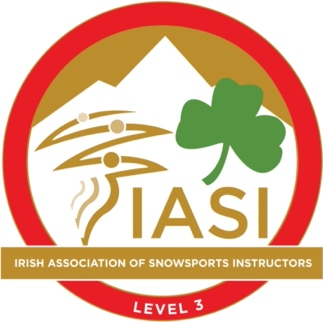 IASI
IRISH ASSOCIATION OF SNOWSPORTS INSTRUCTORS
LEVEL 3